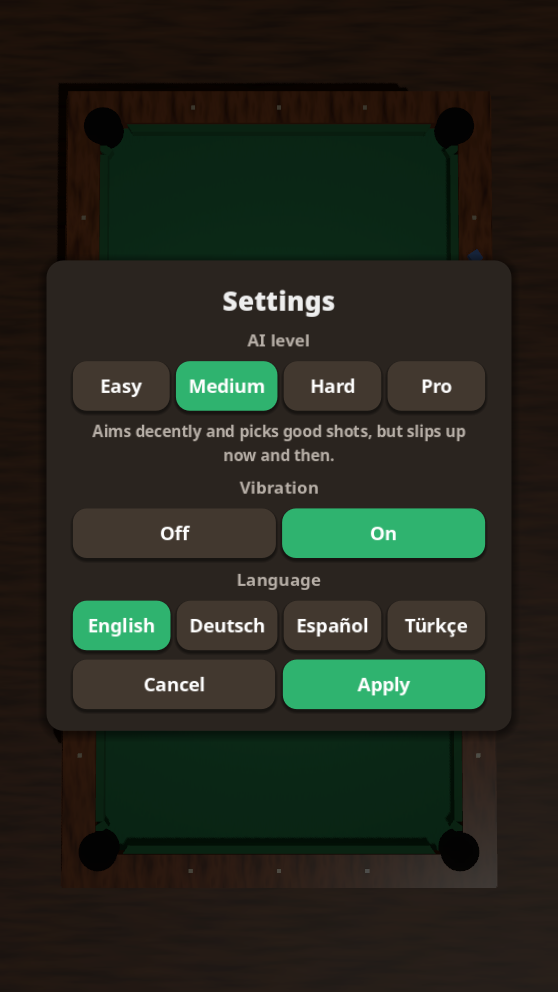 Settings
AI level
Easy Medium Hard Pro
Aims decently and picks good shots, but slips up
now and then.
Vibration
Off On
Language
English Deutsch Español Türkçe
Cancel Apply